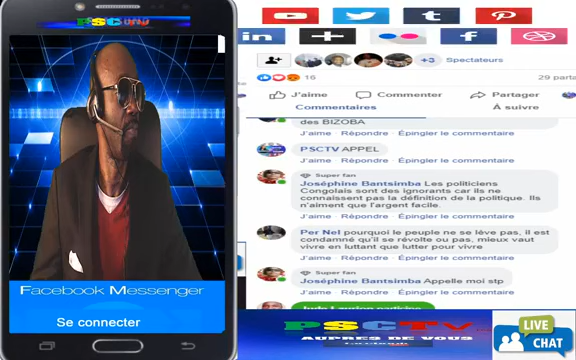 PSCTV
in
+3 Spectateurs
16
29 parta
J'aime
Commenter
Partager
Commentaires
À suivre
des BIZOBA
J'aime · Répondre · Épingler le commentaire
PSCTV APPEL
J'aime · Répondre · Épingler le commentaire
Super fan
Joséphine Bantsimba Les politiciens
Congolais sont des ignorants car ils ne
connaissent pas la définition de la politique. Ils
n'aiment que l'argent facile.
J'aime · Répondre · Épingler le commentaire
Per Nel pourquoi le peuple ne se lève pas, il est
condamné qu'il se révolte ou pas, mieux vaut
vivre en luttant que lutter pour vivre
J'aime · Répondre · Épingler le commentaire
Super fan
Joséphine Bantsimba Appelle moi stp
J'aime · Répondre · Épingler le commentaire
participe
Facebook Messenger
Se connecter
PSCTV
AUPRES DE VOUS
LIVE
CHAT